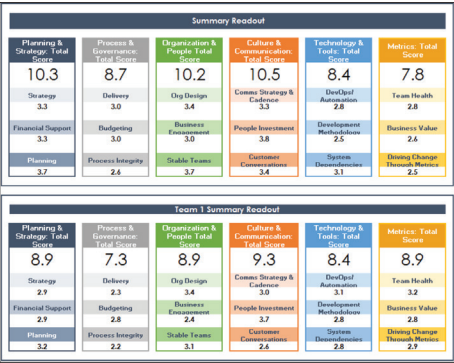 Summary Readout
Planning & Strategy: Total Score
Process & Governance: Total Score
Organization & People Total Score
Culture & Communication: Total Score
Technology & Tools: Total Score
Metrics: Total Score
10.3 8.7 10.2 10.5 8.4 7.8
Strategy Delivery Org Design Comms Strategy & Cadence DevOps/ Automation Team Health
3.3 3.0 3.4 3.3 2.8 2.8
Financial Support Budgeting Business Engagement People Investment Development Methodology Business Value
3.3 3.0 3.0 3.8 2.5 2.6
Planning Process Integrity Stable Teams Customer Conversations System Dependencies Driving Change Through Metrics
3.7 2.6 3.7 3.4 3.1 2.5
Team 1 Summary Readout
Planning & Strategy: Total Score
Process & Governance: Total Score
Organization & People Total Score
Culture & Communication: Total Score
Technology & Tools: Total Score
Metrics: Total Score
8.9 7.3 8.9 9.3 8.4 8.9
Strategy Delivery Org Design Comms Strategy & Cadence DevOps/ Automation Team Health
2.9 2.3 3.4 3.0 3.1 3.2
Financial Support Budgeting Business Engagement People Investment Development Methodology Business Value
2.9 2.8 2.4 3.7 2.8 2.8
Planning Process Integrity Stable Teams Customer Conversations System Dependencies Driving Change Through Metrics
3.2 2.2 3.1 2.6 2.8 2.9